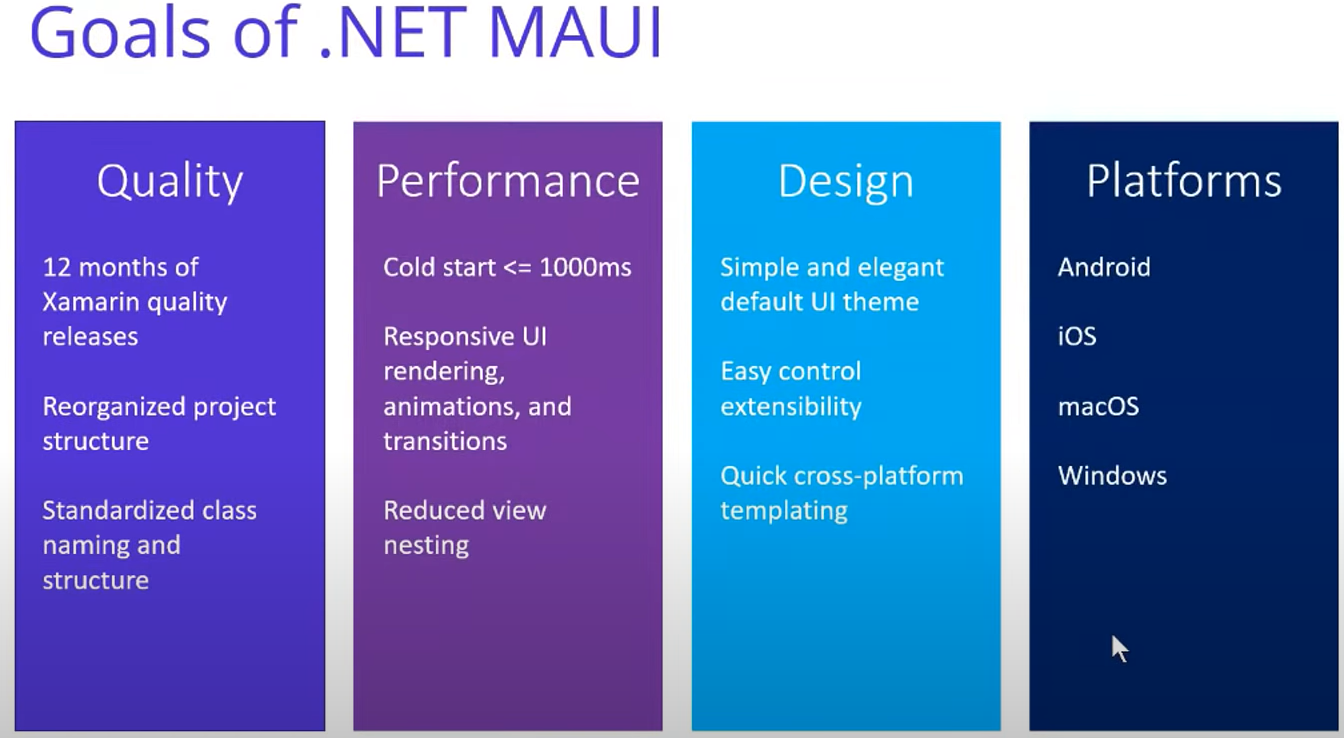 Goals of .NET MAUI
Quality
12 months of
Xamarin quality
releases
Reorganized project
structure
Standardized class
naming and
structure
Performance
Cold start <= 1000ms
Responsive UI
rendering,
animations, and
transitions
Reduced view
nesting
Design
Simple and elegant
default UI theme
Easy control
extensibility
Quick cross-platform
templating
Platforms
Android
iOS
macOS
Windows